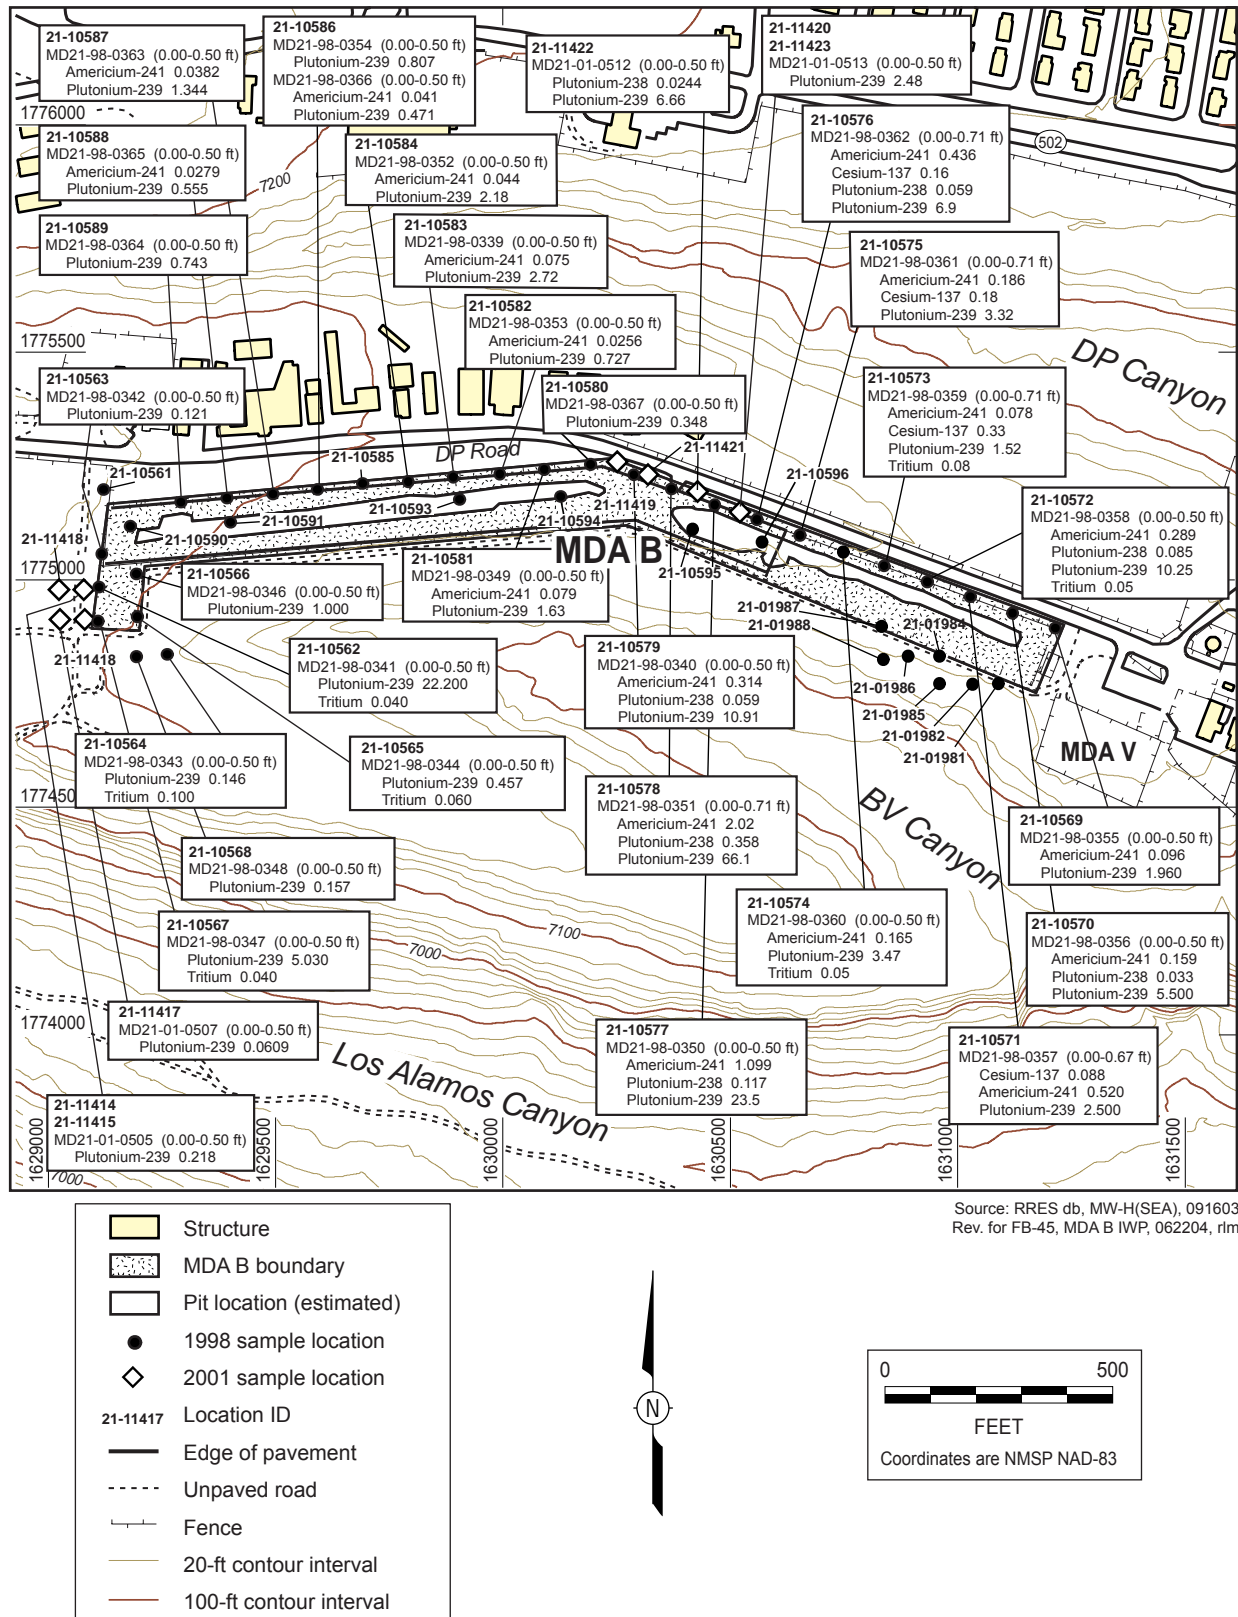 21-10587
MD21-98-0363 (0.00-0.50 ft)
Americium-241 0.0382
Plutonium-239 1.344
21-10586
MD21-98-0354 (0.00-0.50 ft)
Plutonium-239 0.807
MD21-98-0366 (0.00-0.50 ft)
Americium-241 0.041
Plutonium-239 0.471
21-11422
MD21-01-0512 (0.00-0.50 ft)
Plutonium-238 0.0244
Plutonium-239 6.66
21-11420
21-11423
MD21-01-0513 (0.00-0.50 ft)
Plutonium-239 2.48
1776000
21-10588
MD21-98-0365 (0.00-0.50 ft)
Americium-241 0.0279
Plutonium-239 0.555
21-10584
MD21-98-0352 (0.00-0.50 ft)
Americium-241 0.044
Plutonium-239 2.18
21-10576
MD21-98-0362 (0.00-0.71 ft)
Americium-241 0.436
Cesium-137 0.16
Plutonium-238 0.059
Plutonium-239 6.9
502
7200
21-10589
MD21-98-0364 (0.00-0.50 ft)
Plutonium-239 0.743
21-10583
MD21-98-0339 (0.00-0.50 ft)
Americium-241 0.075
Plutonium-239 2.72
21-10575
MD21-98-0361 (0.00-0.71 ft)
Americium-241 0.186
Cesium-137 0.18
Plutonium-239 3.32
21-10582
MD21-98-0353 (0.00-0.50 ft)
Americium-241 0.0256
Plutonium-239 0.727
1775500
DP Canyon
21-10563
MD21-98-0342 (0.00-0.50 ft)
Plutonium-239 0.121
21-10580
MD21-98-0367 (0.00-0.50 ft)
Plutonium-239 0.348
21-10573
MD21-98-0359 (0.00-0.71 ft)
Americium-241 0.078
Cesium-137 0.33
Plutonium-239 1.52
Tritium 0.08
DP Road
21-11421
21-10585
21-10561
21-10596
21-10572
MD21-98-0358 (0.00-0.50 ft)
Americium-241 0.289
Plutonium-238 0.085
Plutonium-239 10.25
Tritium 0.05
21-10593
21-11419
21-10591
21-10594
21-10590
21-11418
MDA B
1775000
21-10566
MD21-98-0346 (0.00-0.50 ft)
Plutonium-239 1.000
21-10581
MD21-98-0349 (0.00-0.50 ft)
Americium-241 0.079
Plutonium-239 1.63
21-10595
21-01987
21-01988
21-01984
21-11418
21-10562
MD21-98-0341 (0.00-0.50 ft)
Plutonium-239 22.200
Tritium 0.040
21-10579
MD21-98-0340 (0.00-0.50 ft)
Americium-241 0.314
Plutonium-238 0.059
Plutonium-239 10.91
21-01986
21-01985
21-01982
21-01981
MDA V
21-10564
MD21-98-0343 (0.00-0.50 ft)
Plutonium-239 0.146
Tritium 0.100
21-10565
MD21-98-0344 (0.00-0.50 ft)
Plutonium-239 0.457
Tritium 0.060
177450
21-10578
MD21-98-0351 (0.00-0.71 ft)
Americium-241 2.02
Plutonium-238 0.358
Plutonium-239 66.1
BV Canyon
21-10569
MD21-98-0355 (0.00-0.50 ft)
Americium-241 0.096
Plutonium-239 1.960
21-10568
MD21-98-0348 (0.00-0.50 ft)
Plutonium-239 0.157
21-10574
MD21-98-0360 (0.00-0.50 ft)
Americium-241 0.165
Plutonium-239 3.47
Tritium 0.05
21-10567
MD21-98-0347 (0.00-0.50 ft)
Plutonium-239 5.030
Tritium 0.040
7000
7100
21-10570
MD21-98-0356 (0.00-0.50 ft)
Americium-241 0.159
Plutonium-238 0.033
Plutonium-239 5.500
1774000
21-11417
MD21-01-0507 (0.00-0.50 ft)
Plutonium-239 0.0609
Los Alamos Canyon
21-10577
MD21-98-0350 (0.00-0.50 ft)
Americium-241 1.099
Plutonium-238 0.117
Plutonium-239 23.5
21-10571
MD21-98-0357 (0.00-0.67 ft)
Cesium-137 0.088
Americium-241 0.520
Plutonium-239 2.500
21-11414
21-11415
MD21-01-0505 (0.00-0.50 ft)
Plutonium-239 0.218
7000
1629000
1629500
1630000
1630500
1631000
1631500
Source: RRES db, MW-H(SEA), 091603
Rev. for FB-45, MDA B IWP, 062204, rlm
Structure
MDA B boundary
Pit location (estimated)
1998 sample location
2001 sample location
21-11417 Location ID
Edge of pavement
Unpaved road
Fence
20-ft contour interval
100-ft contour interval
N
0 500
FEET
Coordinates are NMSP NAD-83